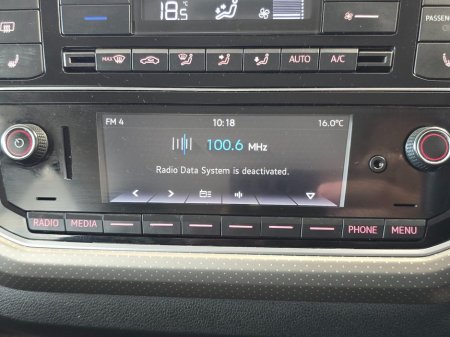 18.5
MAX
AUTO
A/C
PASSENG
FM 4
10:18
16.0°C
100.6 MHz
Radio Data System is deactivated.
RADIO
MEDIA
PHONE
MENU